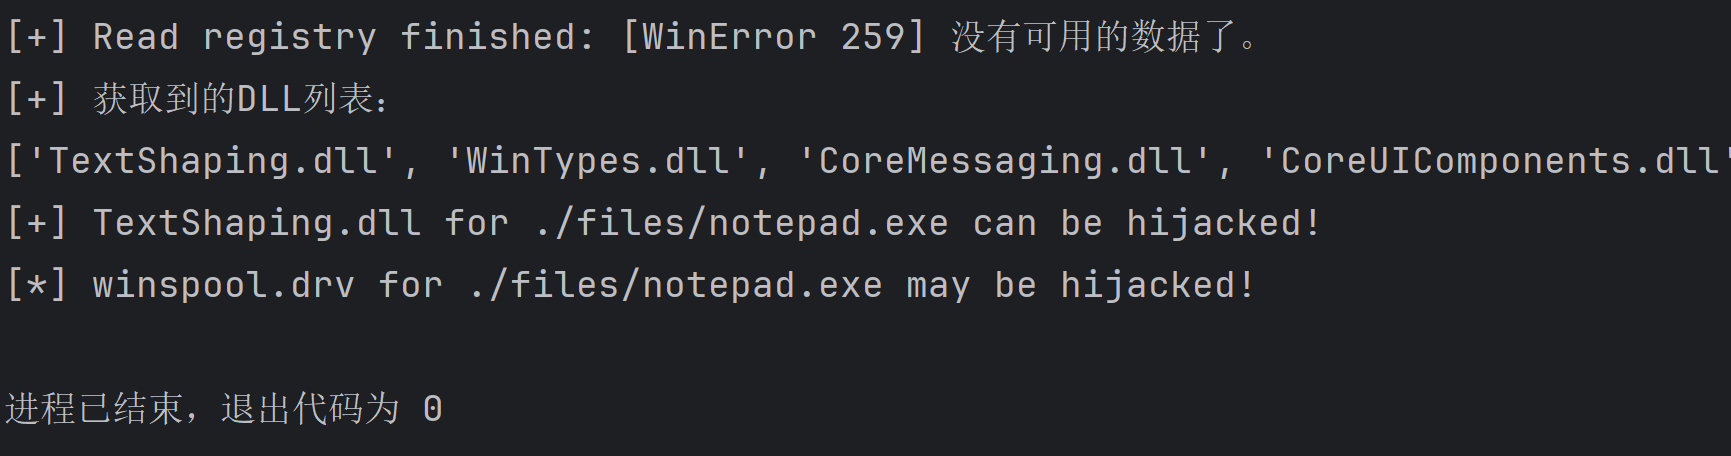 [+] Read registry finished: [WinError 259] 没有可用的数据了。
[+] 获取到的DLL列表：
['TextShaping.dll', 'WinTypes.dll', 'CoreMessaging.dll', 'CoreUIComponents.dll'
[+] TextShaping.dll for ./files/notepad.exe can be hijacked!
[*] winspool.drv for ./files/notepad.exe may be hijacked!
进程已结束，退出代码为 0